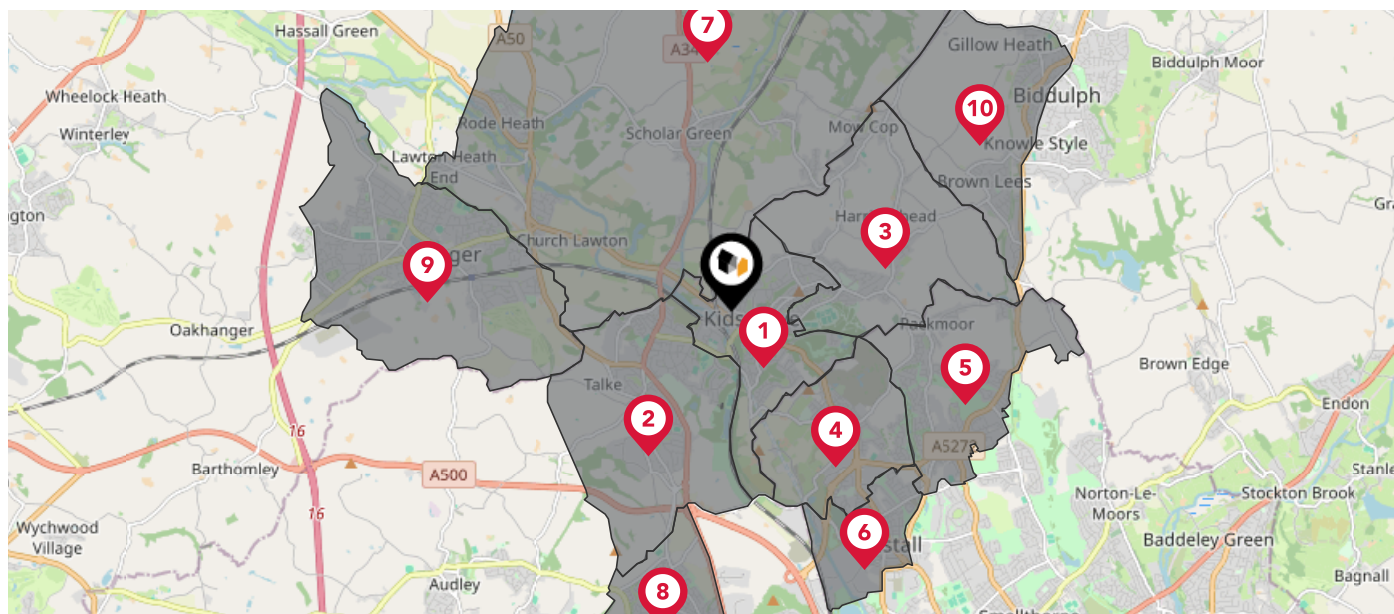 7
Hassall Green
A50
A34
Gillow Heath
Biddulph Moor
Wheelock Heath
10
Biddulph
Winterley
Rode Heath
Scholar Green
Mow Cop
Knowle Style
Lawton Heath
End
Brown Lees
3
Church Lawton
9
Oakhanger
1
Packmoor
5
Brown Edge
Talke
2
4
Endon
16
A500
Barthomley
16
Norton-Le-
Moors
Stockton Brook
Wychwood
Village
6
Baddeley Green
Audley
8
Bagnall